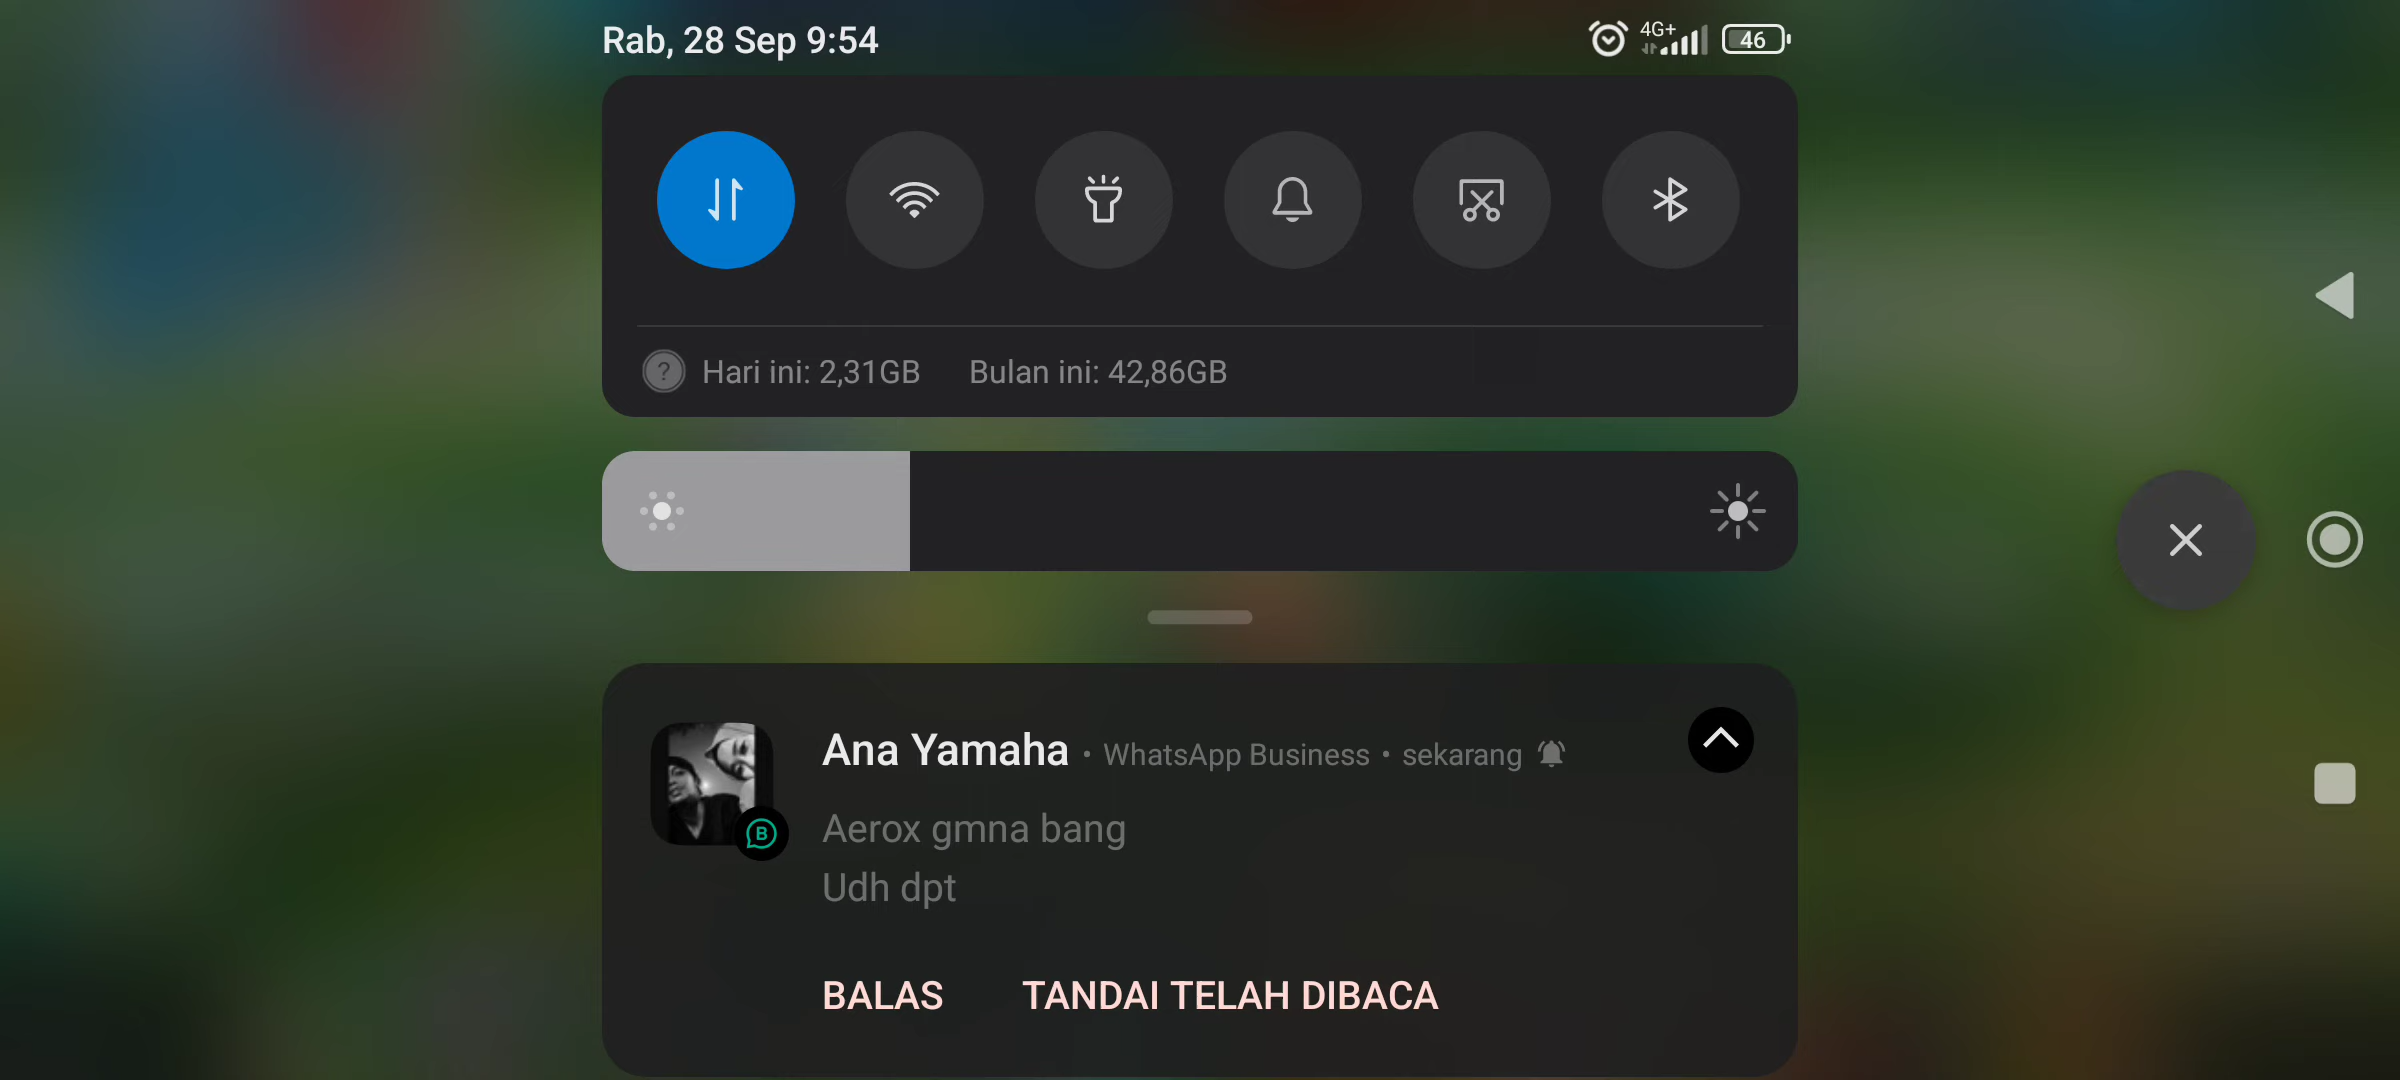 Rab, 28 Sep 9:54
4G+
46
?
Hari ini: 2,31GB Bulan ini: 42,86GB
Ana Yamaha • WhatsApp Business • sekarang
Aerox gmna bang
B
Udh dpt
BALAS TANDAI TELAH DIBACA